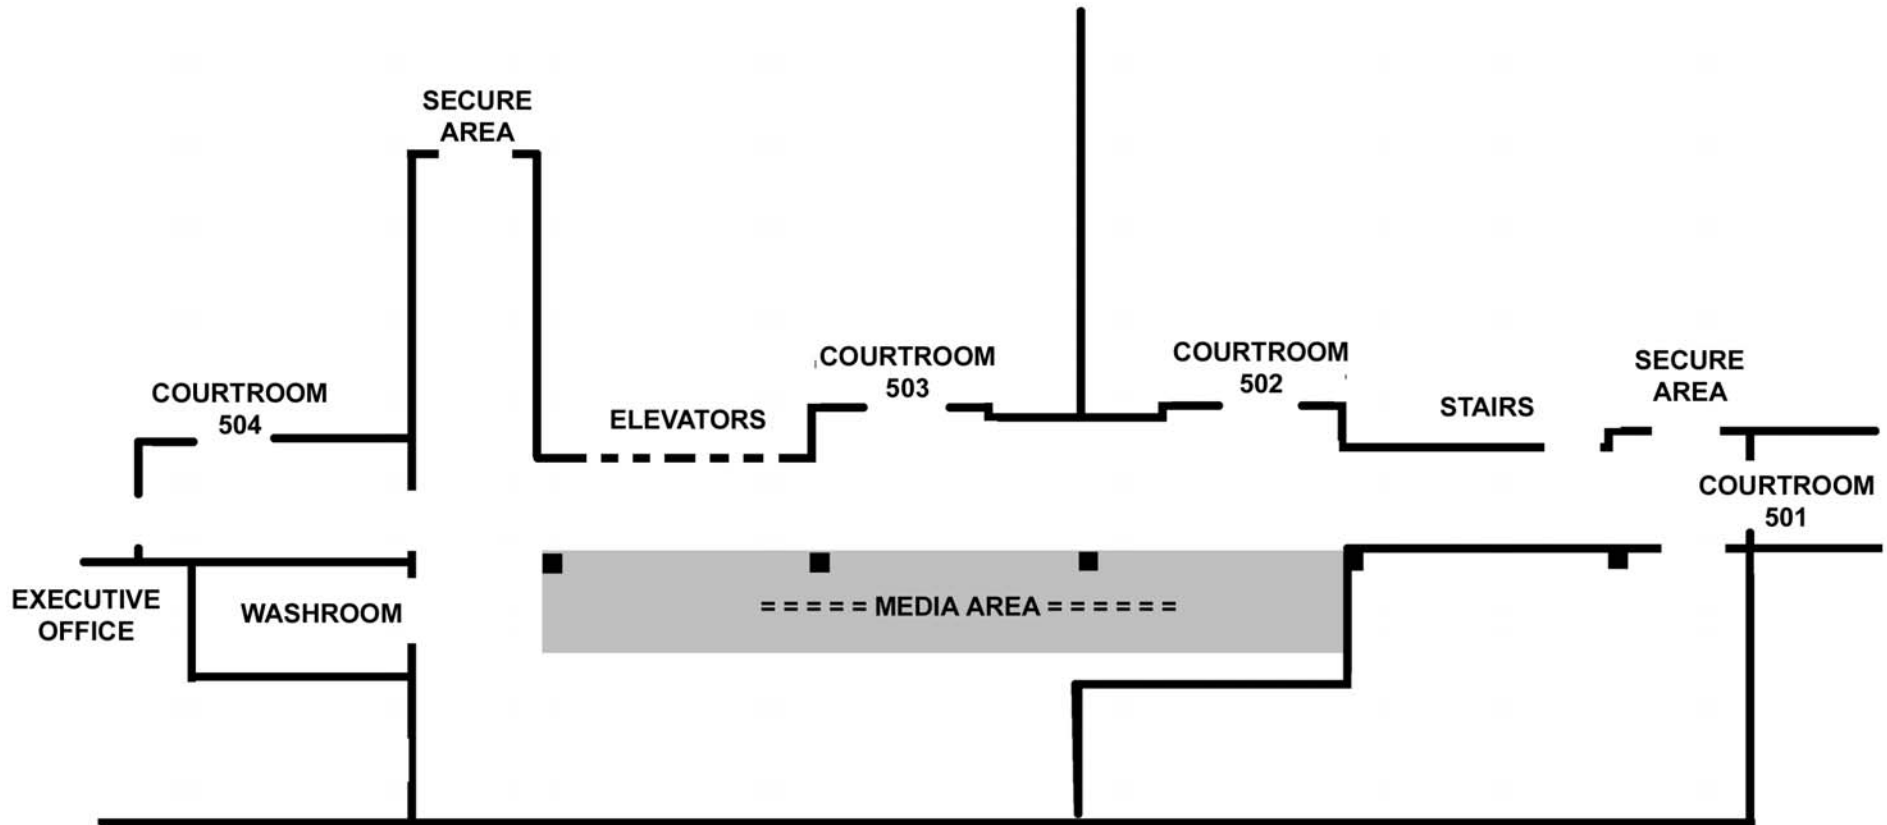 SECURE
AREA
COURTROOM
503
COURTROOM
502
SECURE
AREA
COURTROOM
504
ELEVATORS
STAIRS
COURTROOM
501
EXECUTIVE
OFFICE
WASHROOM
= = = = = MEDIA AREA = = = = = =